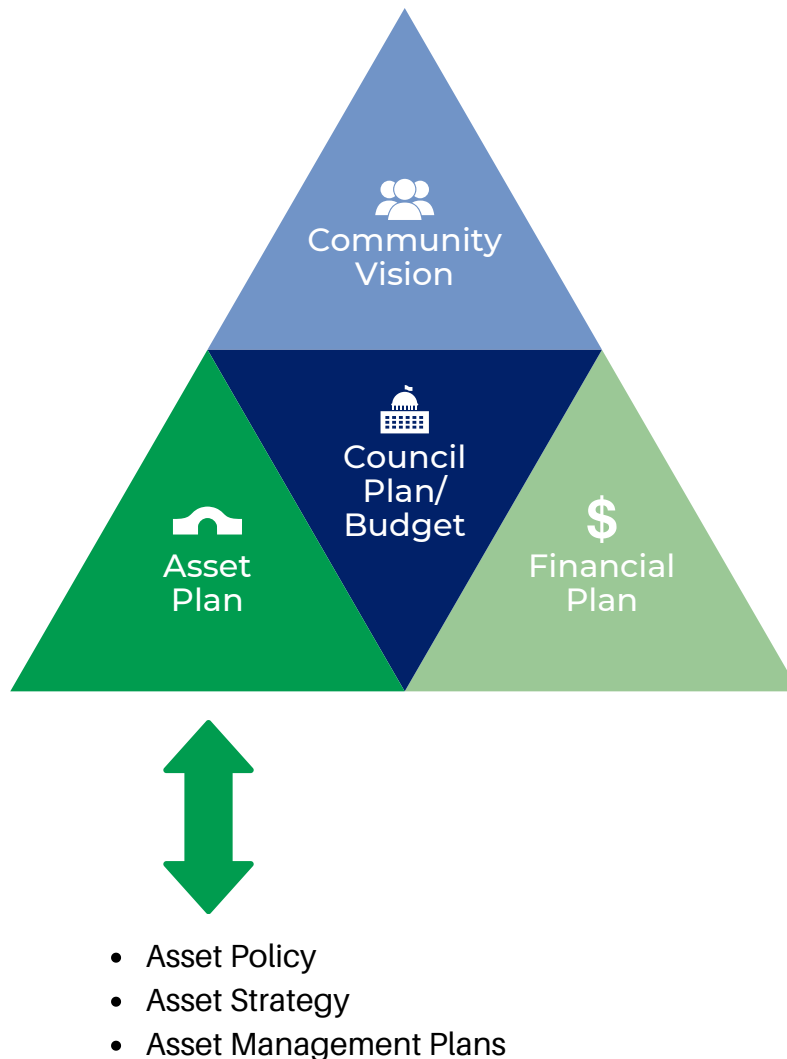 Community
Vision
Council
Plan/
Budget
Asset
Plan
$
Financial
Plan
• Asset Policy
• Asset Strategy
• Asset Management Plans